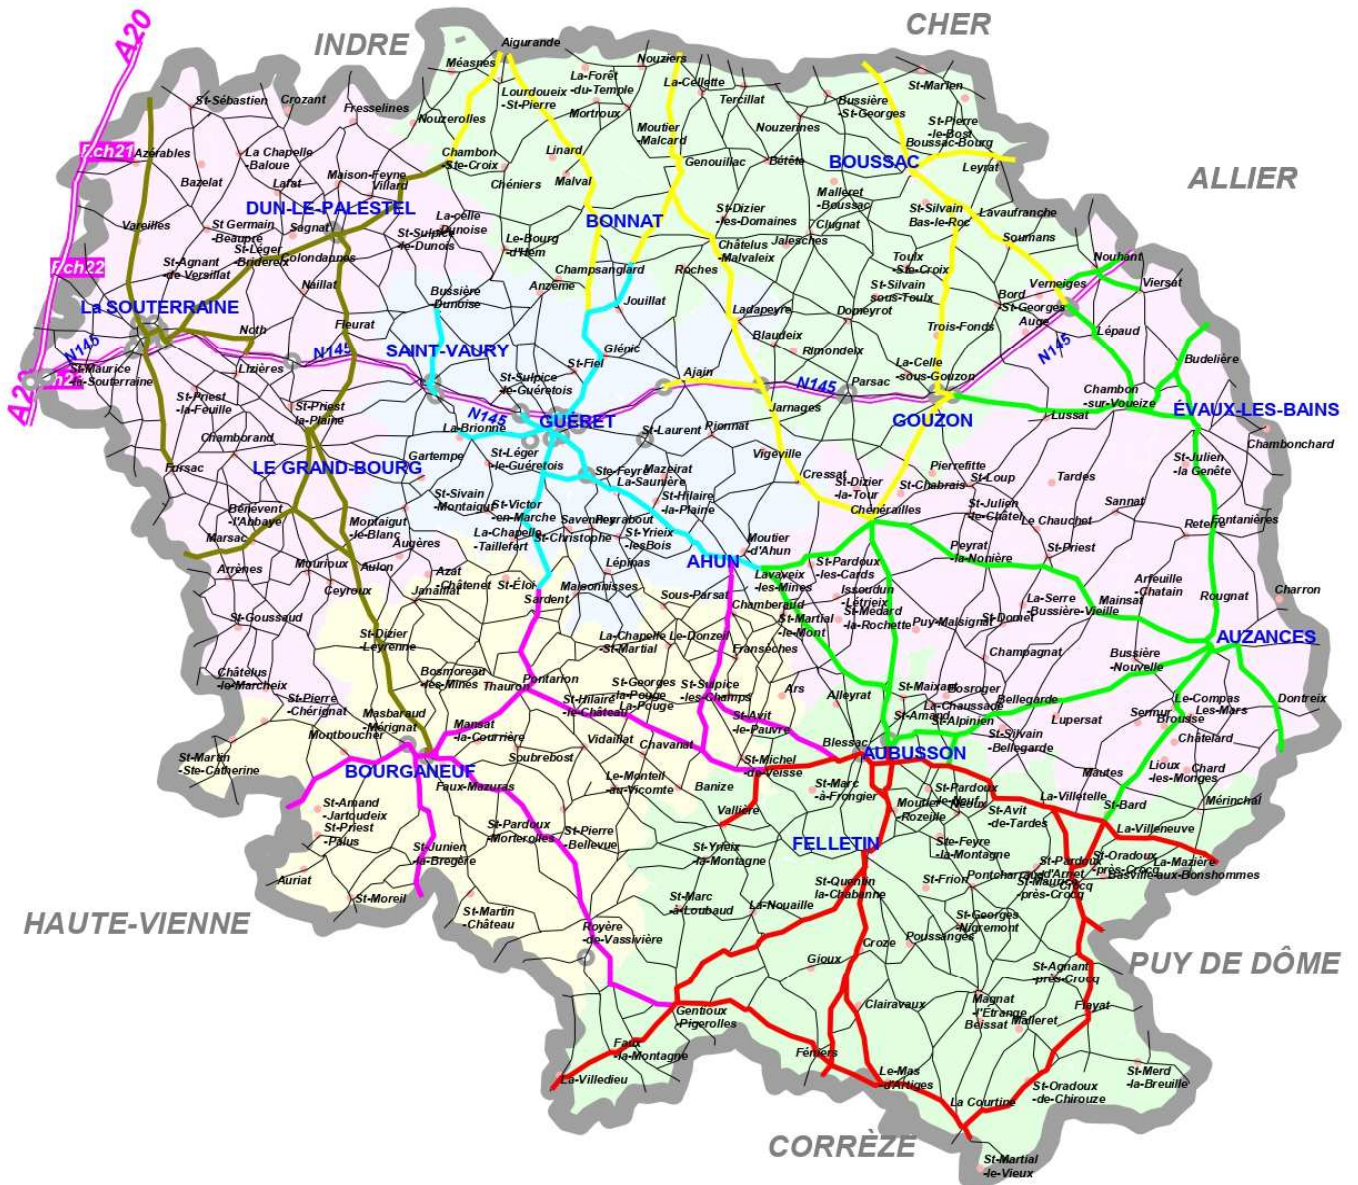 CHER
INDRE
ALLIER
HAUTE-VIENNE
PUY DE DÔME
CORRÈZE
A20
Ech21
Ech22
N145
N145
N145
N145
N145
BOUSSAC
DUN-LE-PALESTEL
BONNAT
La SOUTERRAINE
SAINT-VAURY
GUÉRET
GOUZON
ÉVAUX-LES-BAINS
LE GRAND-BOURG
AHUN
AUZANCES
AUBUSSON
BOURGANEUF
FELLETIN
Aigurande
Méasnes
Nouziers
La-Forêt
-du-Temple
La-Cellette
St-Marien
Lourdoueix
-St-Pierre
Tercillat
Bussière
-St-Georges
St-Sébastien
Crozant
Fresselines
Mortroux
Nouzerolles
Moutier
-Malcard
Nouzerines
St-Pierre
-le-Bost
Boussac-Bourg
Azérables
La Chapelle
-Baloue
Chambon
-Ste-Croix
Linard
Genouillac
Bétête
Leyrat
Bazelat
Lafat
Maison-Feyne
Villard
Chéniers
Malval
Malleret
-Boussac
Vareilles
St Germain
-Beaupre
Sagnat
La-celle
Dunoise
St-Sulpice
-le-Dunois
St-Dizier
-les-Domaines
Clugnat
St-Silvain
Bas-le-Roc
Lavaufranche
St-Léger
-Bridereix
Colondannes
Le-Bourg
-d'Hem
Châtelus
-Malvaleix
Jalesches
Soumans
St-Agnant
-de Versillat
Champsanglard
Roches
Toulx
-Ste-Croix
Nouhant
Naillat
Bussière
Dunoise
Anzême
Jouillat
St-Silvain
sous-Toulx
Verneiges
Viersat
Bord
-St-Georges
Auge
Ladapeyre
Domeyrot
Noth
Fleurat
Blaudeix
Trois-Fonds
Lépaud
Glénic
Rimondeix
Budelière
St-Maurice
-la-Souterraine
Lizières
St-Fiel
Ajain
Parsac
La-Celle
-sous-Gouzon
St-Sulpice
-le-Guéretois
Chambon
-sur-Voueize
St-Priest
-la-Feuille
St-Priest
la-Plaine
Jarnages
Lussat
La-Brionne
St-Laurent
Pionnat
Chamborand
Chambonchard
Gartempe
St-Léger
-le-Guéretois
Vigeville
Fursac
Ste-Feyre
Mazeirat
La-Saunière
Cressat
Pierrefitte
St-Julien
-la Genête
St-Dizier
-la-Tour
St-Loup
Tardes
St-Chabrais
St-Sivain
-Montaigut
St-Victor
-en-Marche
St-Hilaire
-la-Plaine
Chénérailles
St-Julien
-le-Châtel
Sannat
Bénévent
-l'Abbaye
Montaigut
-le-Blanc
La-Chapelle
-Taillefert
Savennes
Peyrabout
St-Christophe
St-Yrieix
-lesBois
Le Chauchet
Reterre
Fontanières
Marsac
Augères
Moutier
-d'Ahun
Peyrat
-la-Nonière
St-Priest
Arrènes
Mourioux
Aulon
Azat
-Châtenet
St-Éloi
Lépinas
Maisonnisses
Lavaveix
-les-Mines
St-Pardoux
-les-Cards
Arfeuille
-Chatain
Ceyroux
Janaillat
Sardent
Sous-Parsat
Chamberaud
Issoudun
-Létrieix
La-Serre
-Bussière-Vieille
Mainsat
Rougnat
Charron
St-Goussaud
St-Martial
-le-Mont
St-Médard
-la-Rochette
Puy-Malsignat
St-Domet
St-Dizier
-Leyrenne
La-Chapelle
-St-Martial
Le-Donzeil
Fransèches
Champagnat
Bussière
-Nouvelle
Châtelus
-le-Marcheix
Bosmoreau
-les-Mines
Thauron
Pontarion
St-Georges
-la-Pouge
La-Pouge
St-Sulpice
-les-Champs
Ars
St-Maixant
Bosroger
Bellegarde
St-Pierre
-Chérignat
St-Hilaire
-le-Château
Alleyrat
La-Chaussade
Le-Compas
Les-Mars
Dontreix
Masbaraud
-Mérignat
Mansat
-la-Courrière
St-Avit
-le-Pauvre
St-Amand
St-Alpinien
Lupersat
Sermur
Brousse
Montboucher
St-Silvain
-Bellegarde
Châtelard
St-Martin
-Ste-Catherine
Soubrebost
Vidaillat
Chavanat
St-Michel
-de-Veisse
Blessac
Lioux
-les-Monges
Chard
Faux-Mazuras
Le-Monteil
-au-Vicomte
Banize
St-Marc
-à-Frongier
St-Pardoux
-le-Neuf
Néoux
Mautes
La-Villetelle
Mérinchal
St-Amand
-Jartoudeix
Vallière
Moutier
-Rozeille
St-Avit
-de-Tardes
St-Bard
St-Priest
-Palus
St-Pardoux
-Morterolles
St-Pierre
-Bellevue
La-Villeneuve
St-Junien
-la-Bregère
St-Yrieix
-la-Montagne
Ste-Feyre
-la-Montagne
St-Oradoux
-près-Crocq
La-Mazière
Basville
-aux-Bonshommes
Auriat
St-Quentin
la-Chabanne
St-Frion
Pontcharraud
St-Pardoux
-d'Arnet
St-Maurice
-près-Crocq
Crocq
St-Moreil
St-Martin
-Château
St-Marc
-à-Loubaud
La-Nouaille
St-Georges
-Nigremont
Royère
-de-Vassivière
Croze
Poussanges
Gioux
St-Agnant
-près-Crocq
Gentioux
-Pigerolles
Clairavaux
Magnat
-l'Etrange
Beissat
Malleret
Flayat
Faux
-la-Montagne
Féniers
La-Villedieu
Le-Mas
-d'Artiges
St-Oradoux
-de-Chirouze
St-Merd
-la-Breuille
La Courtine
St-Martial
-le-Vieux